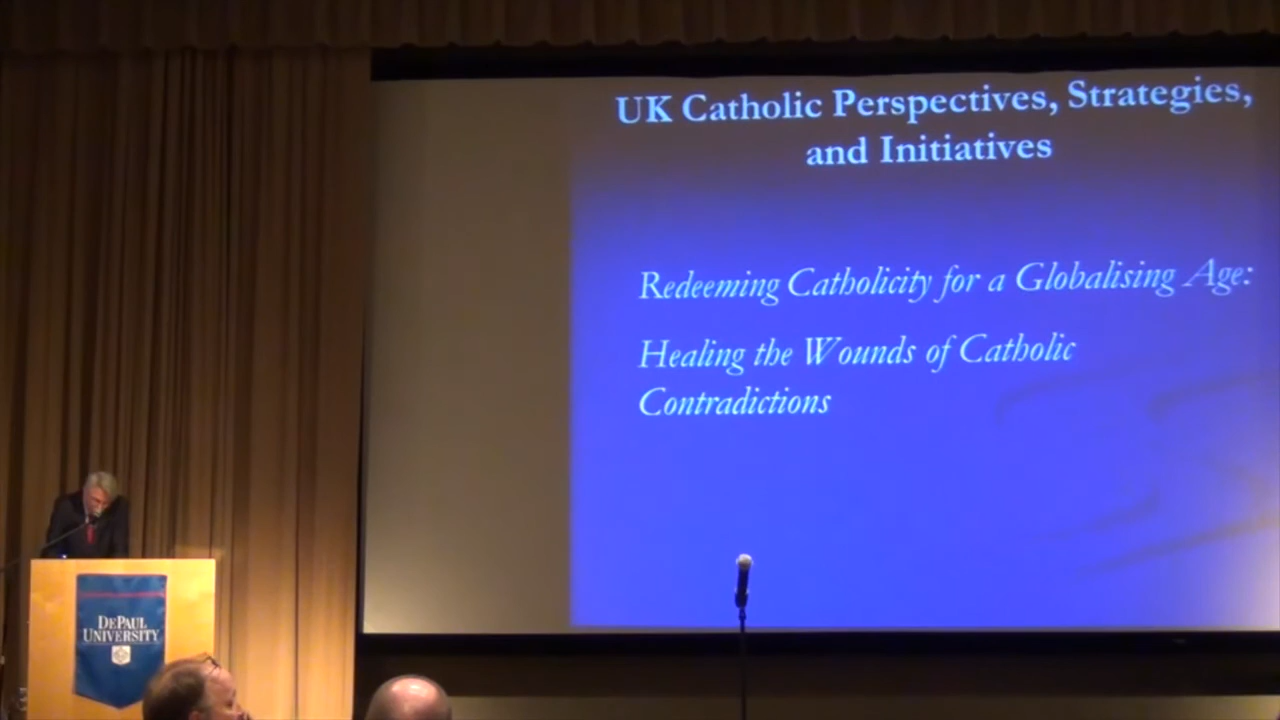 UK Catholic Perspectives, Strategies,
and Initiatives
Redeeming Catholicity for a Globalising Age:
Healing the Wounds of Catholic
Contradictions
DEPAUL
UNIVERSITY